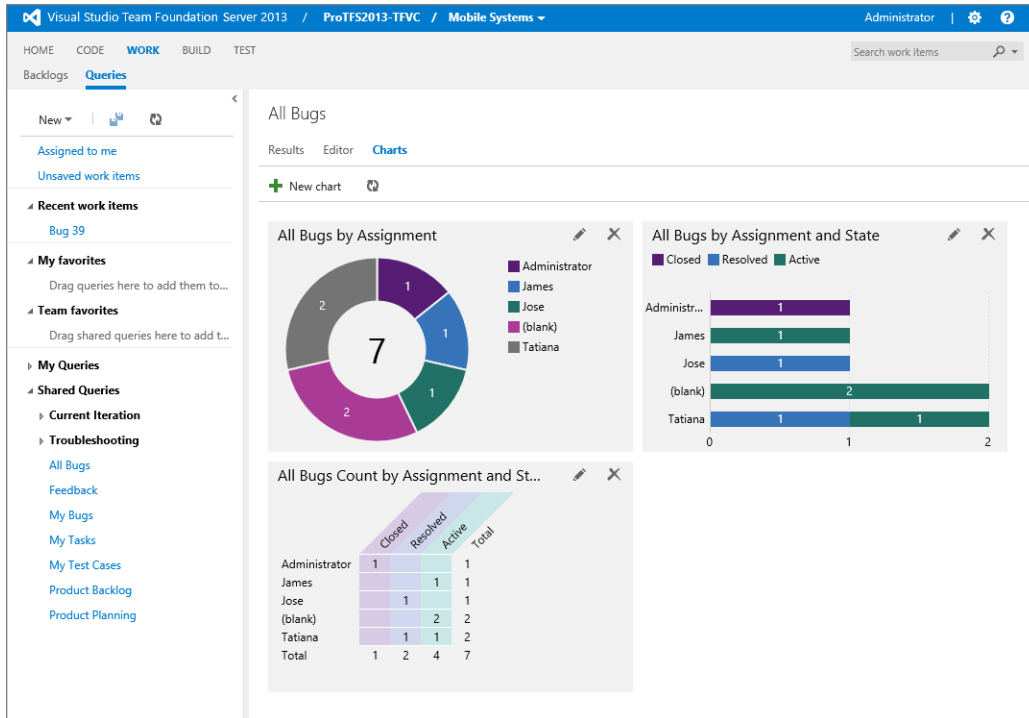 Visual Studio Team Foundation Server 2013 / ProTFS2013-TFVC / Mobile Systems Administrator | ?
HOME CODE WORK BUILD TEST
Search work items
Backlogs Queries
New
Assigned to me
Unsaved work items
Recent work items
Bug 39
My favorites
Drag queries here to add them to...
Team favorites
Drag shared queries here to add t...
My Queries
Shared Queries
Current Iteration
Troubleshooting
All Bugs
Feedback
My Bugs
My Tasks
My Test Cases
Product Backlog
Product Planning
All Bugs
Results Editor Charts
New chart
All Bugs by Assignment
1
1
1
2
2
7
Administrator
James
Jose
(blank)
Tatiana
All Bugs by Assignment and State
Closed Resolved Active
Administr... 1
James 1
Jose 1
(blank) 2
Tatiana 1 1
0 1 2
All Bugs Count by Assignment and St...
Closed Resolved Active Total
Administrator 1 1
James 1 1
Jose 1 1
(blank) 2 2
Tatiana 1 1 2
Total 1 2 4 7